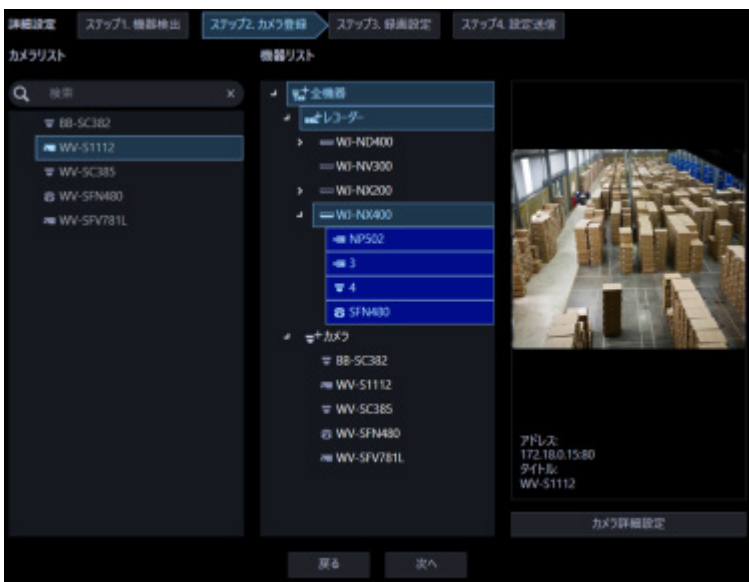 詳細設定
ステップ1. 機器検出
ステップ2. カメラ登録
ステップ3. 録画設定
ステップ4. 設定送信
カメラリスト
検索
x
BB-SC382
WV-S1112
WV-SC385
WV-SFN480
WV-SFV781L
機器リスト
全機器
レコーダー
WJ-ND400
WJ-NV300
WJ-NX200
WJ-NX400
NP502
3
4
SFN480
カメラ
BB-SC382
WV-S1112
WV-SC385
WV-SFN480
WV-SFV781L
アドレス:
172.18.0.15:80
タイトル:
WV-S1112
カメラ詳細設定
戻る
次へ